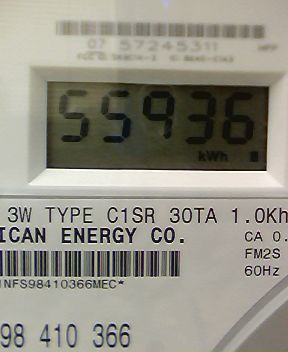 07 57245311
55936
kWh
3W TYPE C1SR 30TA 1.0Kh
ICAN ENERGY CO.
CA 0.
FM2S
60Hz
NFS98410366MEC*
98 410 366